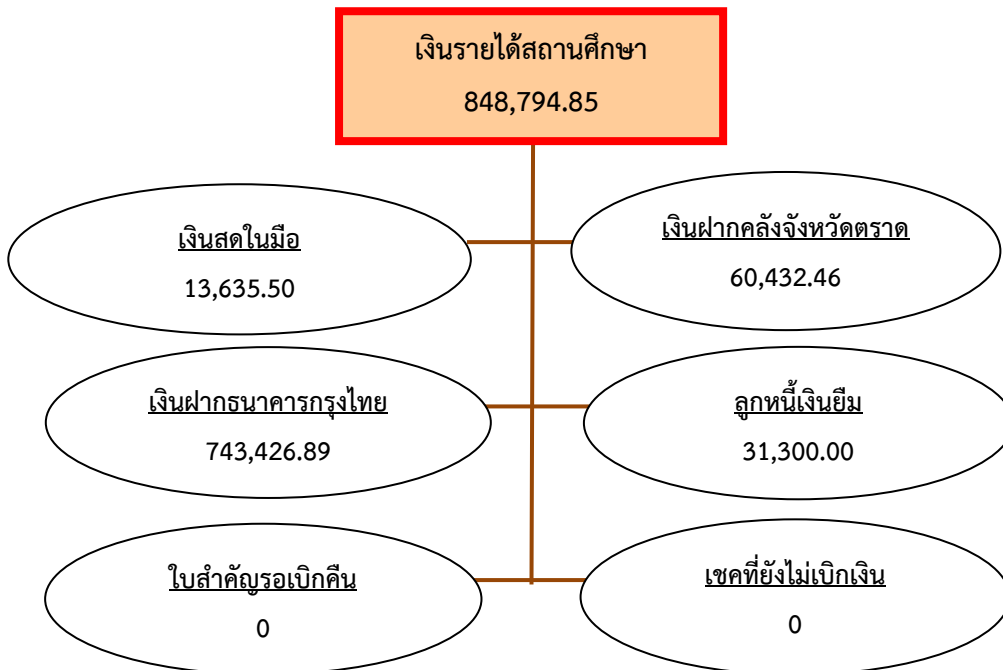 เงินรายได้สถานศึกษา
848,794.85
เงินสดในมือ
13,635.50
เงินฝากคลังจังหวัดตราด
60,432.46
เงินฝากธนาคารกรุงไทย
743,426.89
ลูกหนี้เงินยืม
31,300.00
ใบสำคัญรอเบิกคืน
0
เชคที่ยังไม่เบิกเงิน
0